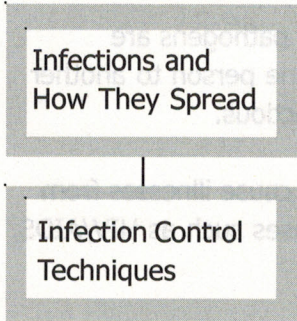 Infections and
How They Spread
Infection Control
Techniques